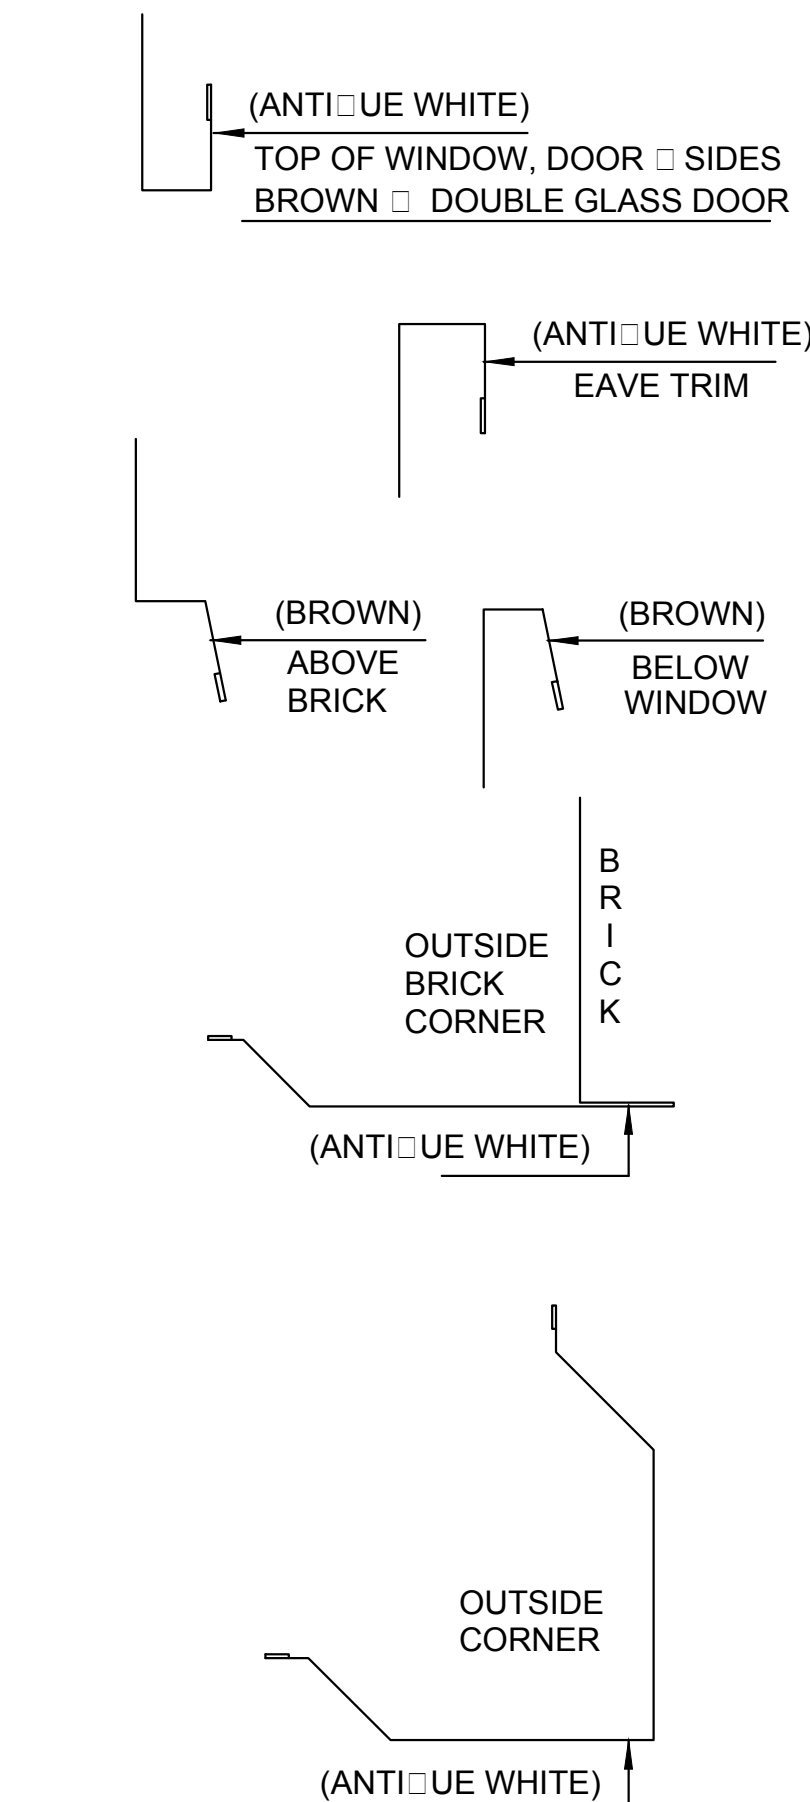 (ANTI□UE WHITE)
TOP OF WINDOW, DOOR □ SIDES
BROWN □ DOUBLE GLASS DOOR
(ANTI□UE WHITE)
EAVE TRIM
(BROWN)
ABOVE
BRICK
(BROWN)
BELOW
WINDOW
BRICK
OUTSIDE
BRICK
CORNER
(ANTI□UE WHITE)
OUTSIDE
CORNER
(ANTI□UE WHITE)